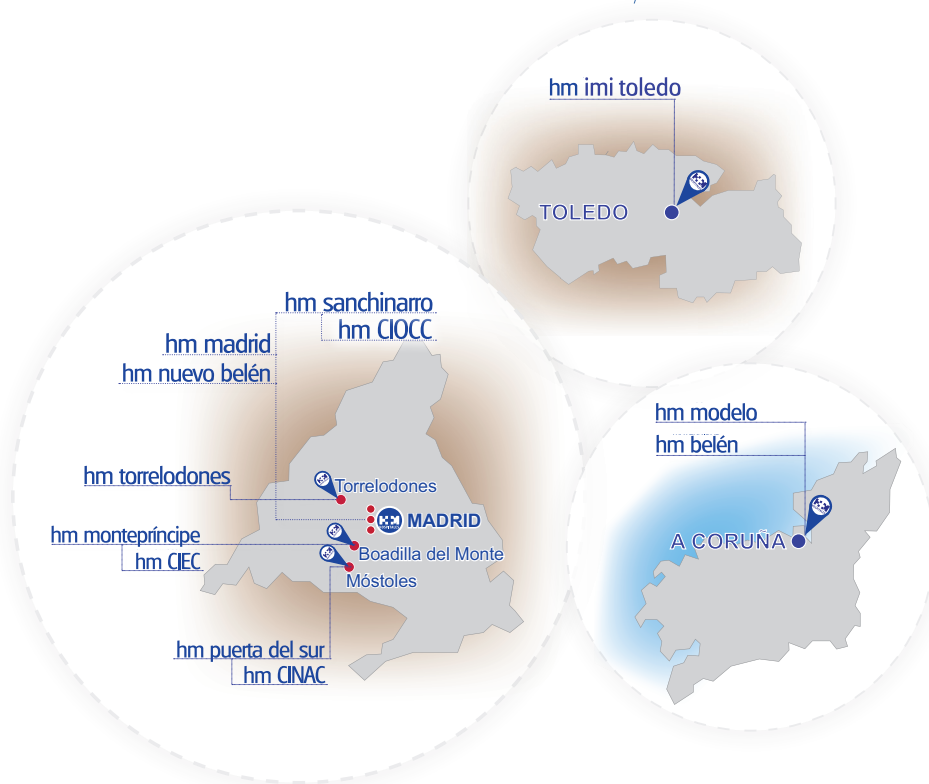 hm imi toledo
TOLEDO
hm sanchinarro
hm CIOCC
hm madrid
hm nuevo belén
hm torrelodones
Torrelodones
MADRID
hm montepríncipe
hm CIEC
Boadilla del Monte
Móstoles
hm puerta del sur
hm CINAC
hm modelo
hm belén
A CORUÑA